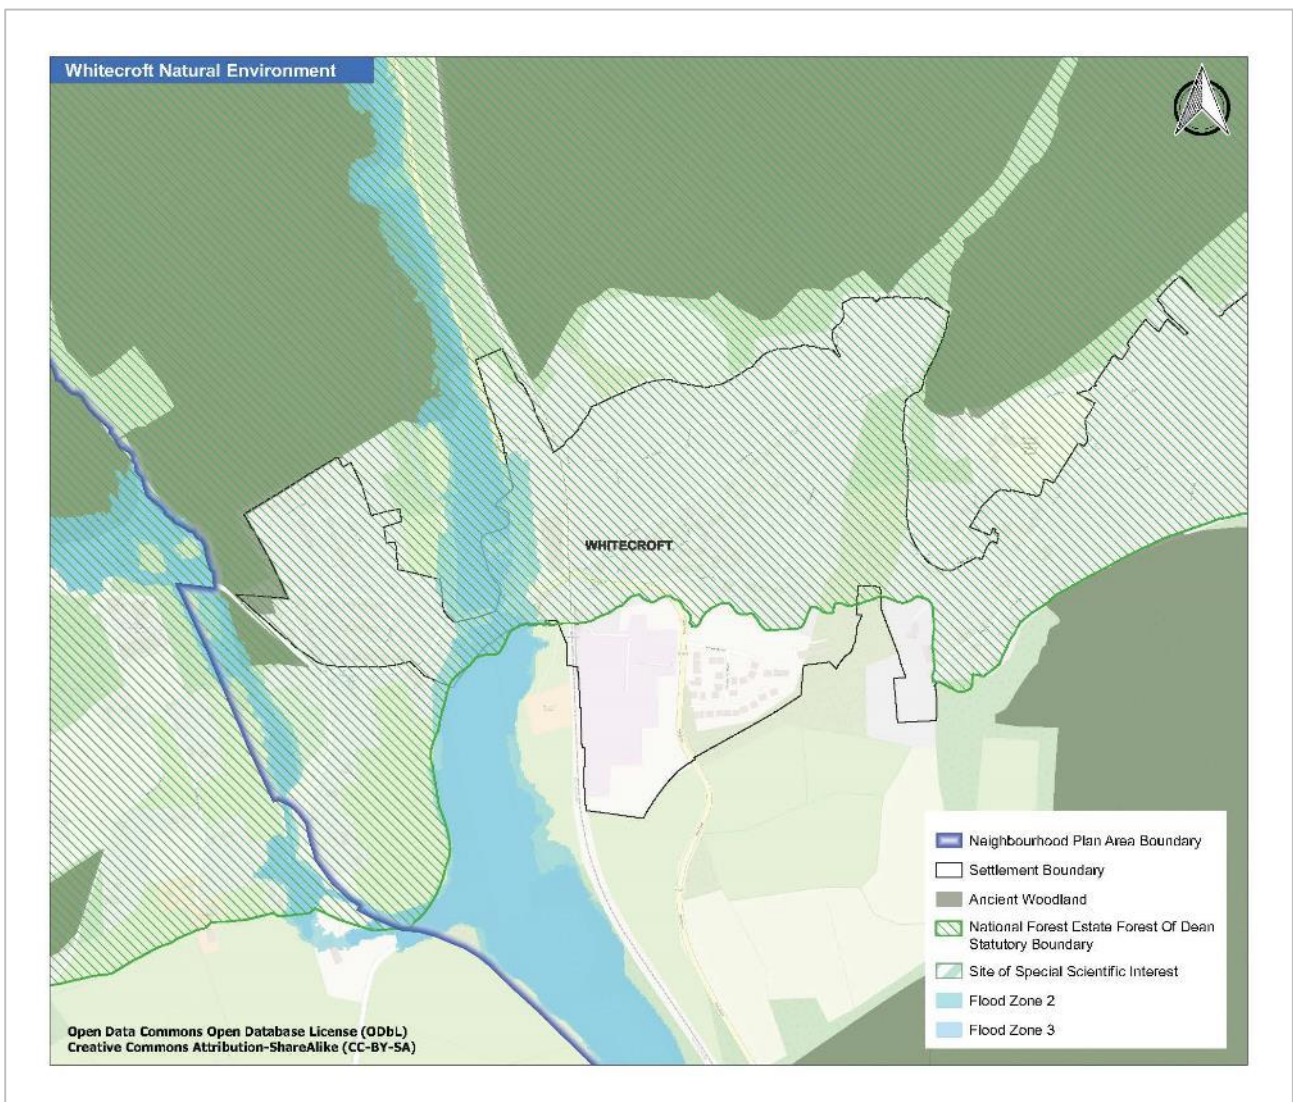 Whitecroft Natural Environment
WHITECROFT
Neighbourhood Plan Area Boundary
Settlement Boundary
Ancient Woodland
National Forest Estate Forest Of Dean
Statutory Boundary
Site of Special Scientific Interest
Flood Zone 2
Flood Zone 3
Open Data Commons Open Database License (ODbL)
Creative Commons Attribution-ShareAlike (CC-BY-SA)